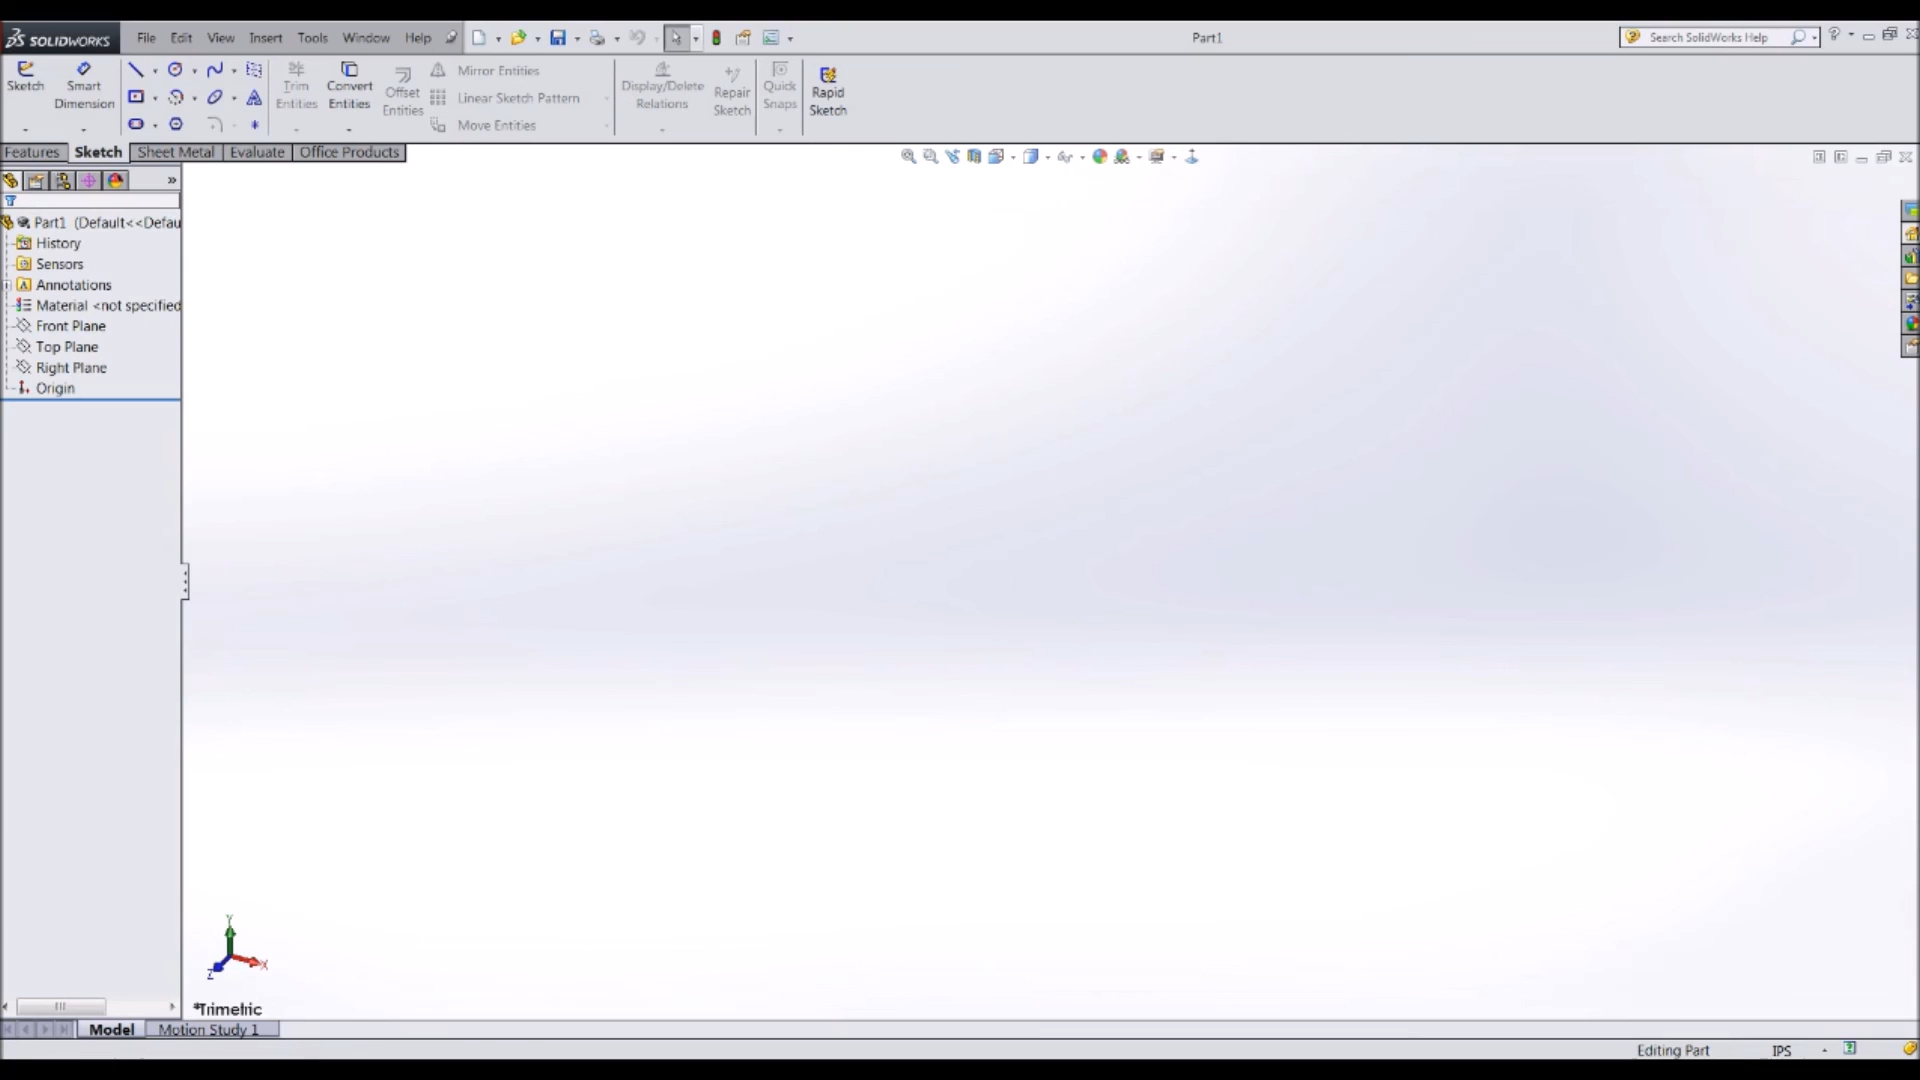 SOLIDWORKS File Edit View Insert Tools Window Help Part1 Search SolidWorks Help
Sketch Smart Dimension Trim Entities Convert Entities Offset Entities Mirror Entities Linear Sketch Pattern Move Entities Display/Delete Relations Repair Sketch Quick Snaps Rapid Sketch
Features Sketch Sheet Metal Evaluate Office Products
Part1 (Default<<Defau
History
Sensors
Annotations
Material <not specified
Front Plane
Top Plane
Right Plane
Origin
Y
Z X
*Trimetric
Model Motion Study 1
Editing Part IPS